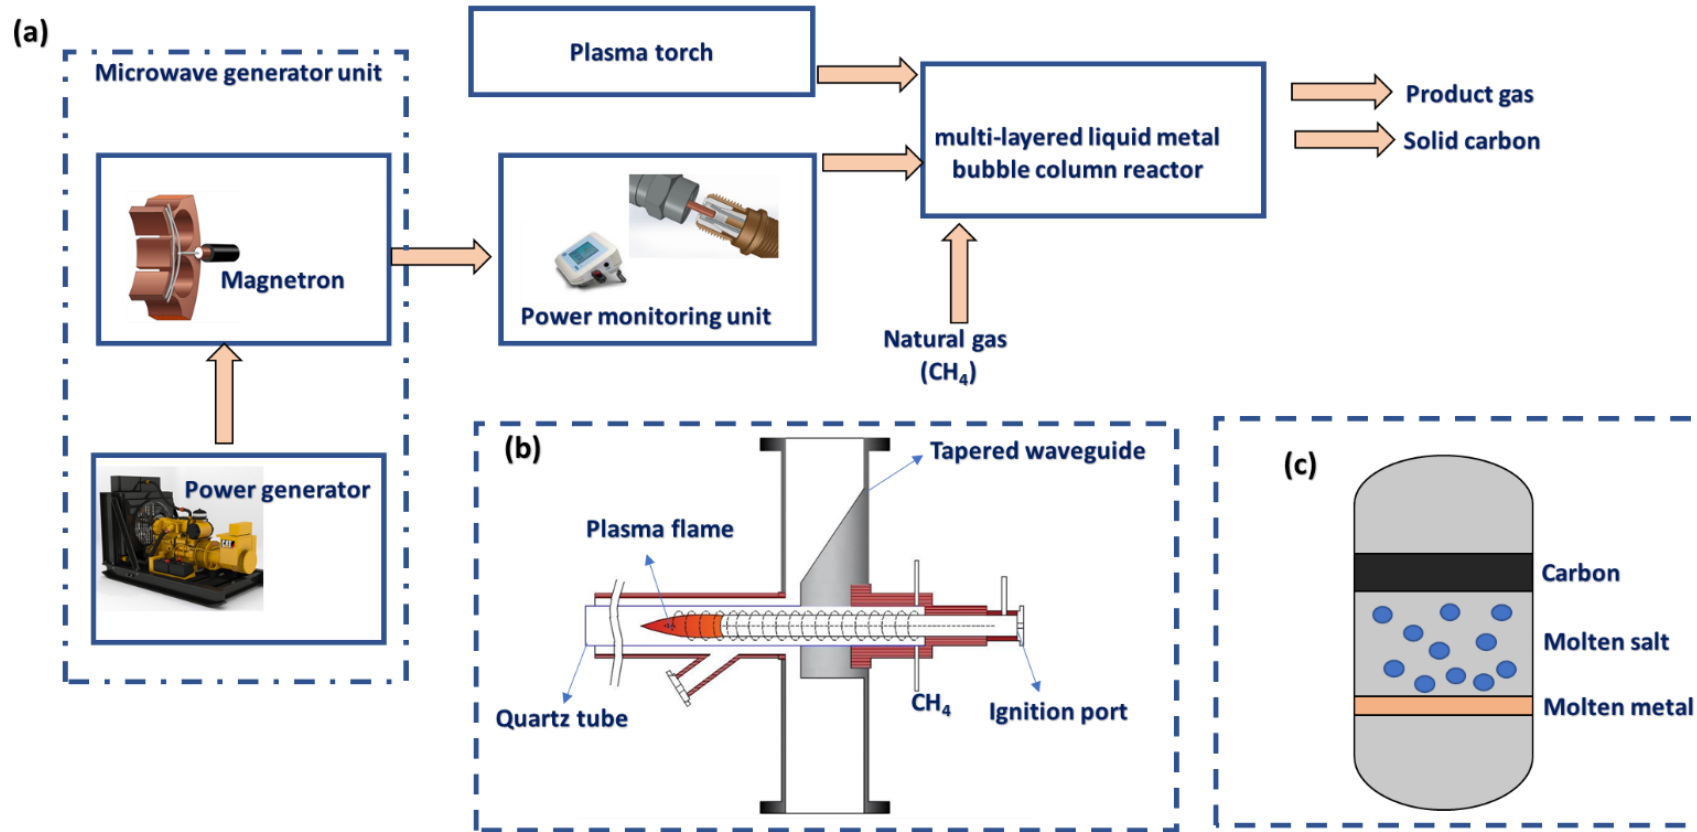 (a)
Microwave generator unit
Plasma torch
multi-layered liquid metal
bubble column reactor
Product gas
Solid carbon
Magnetron
Power monitoring unit
Natural gas
(CH₄)
Power generator
CAT
(b)
Tapered waveguide
Plasma flame
Quartz tube
CH₄
Ignition port
(c)
Carbon
Molten salt
Molten metal